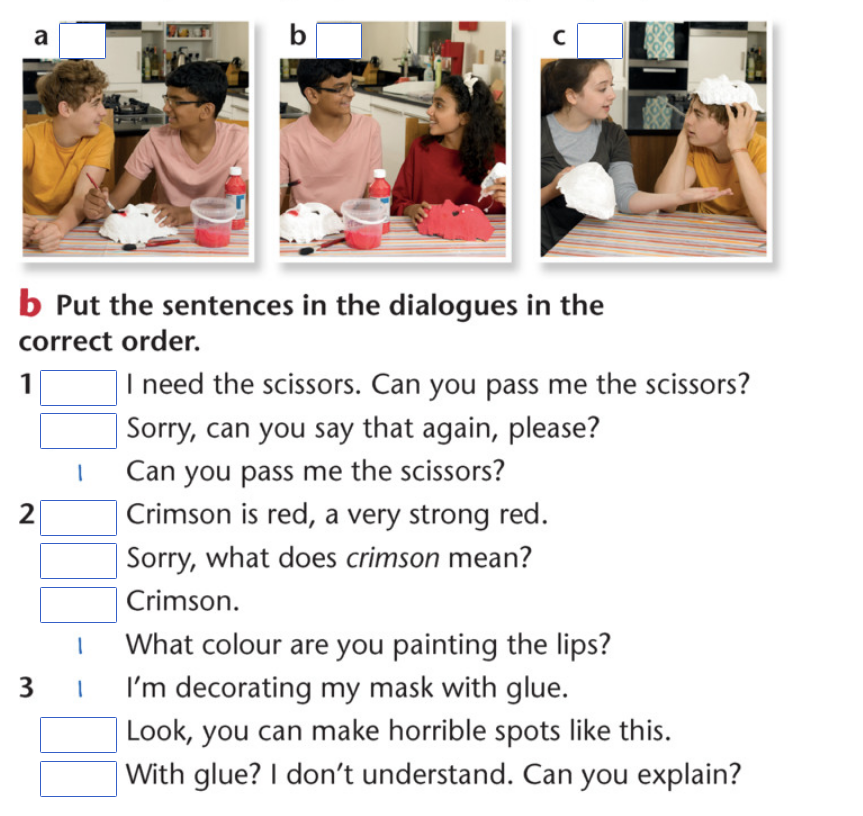 a
b
c
b Put the sentences in the dialogues in the
correct order.
1 I need the scissors. Can you pass me the scissors?
Sorry, can you say that again, please?
1 Can you pass me the scissors?
2 Crimson is red, a very strong red.
Sorry, what does crimson mean?
Crimson.
1 What colour are you painting the lips?
3 1 I'm decorating my mask with glue.
Look, you can make horrible spots like this.
With glue? I don't understand. Can you explain?